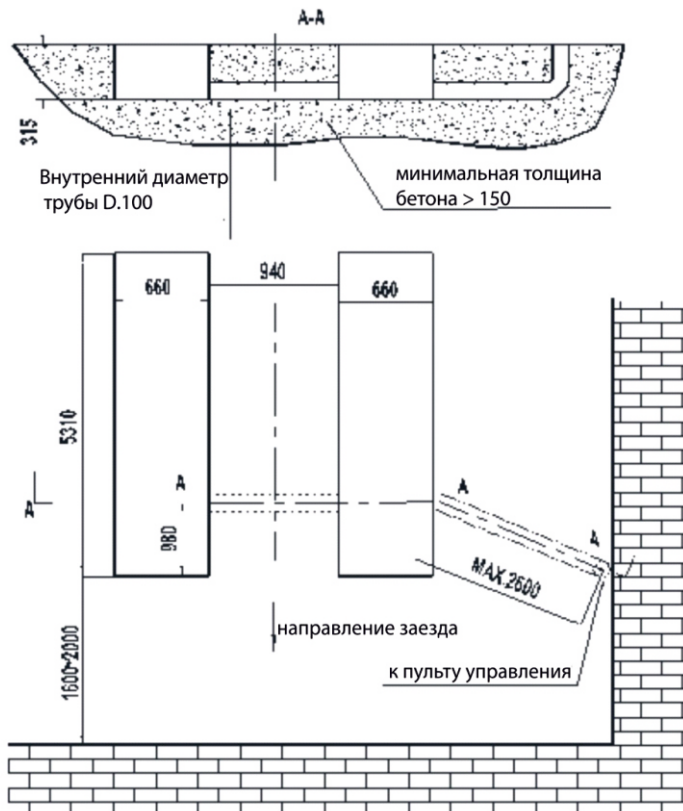 А-А
315
Внутренний диаметр
трубы D.100
минимальная толщина
бетона > 150
660
940
660
5310
А
А
980
А
А
MAX.2600
направление заезда
к пульту управления
1600~2000